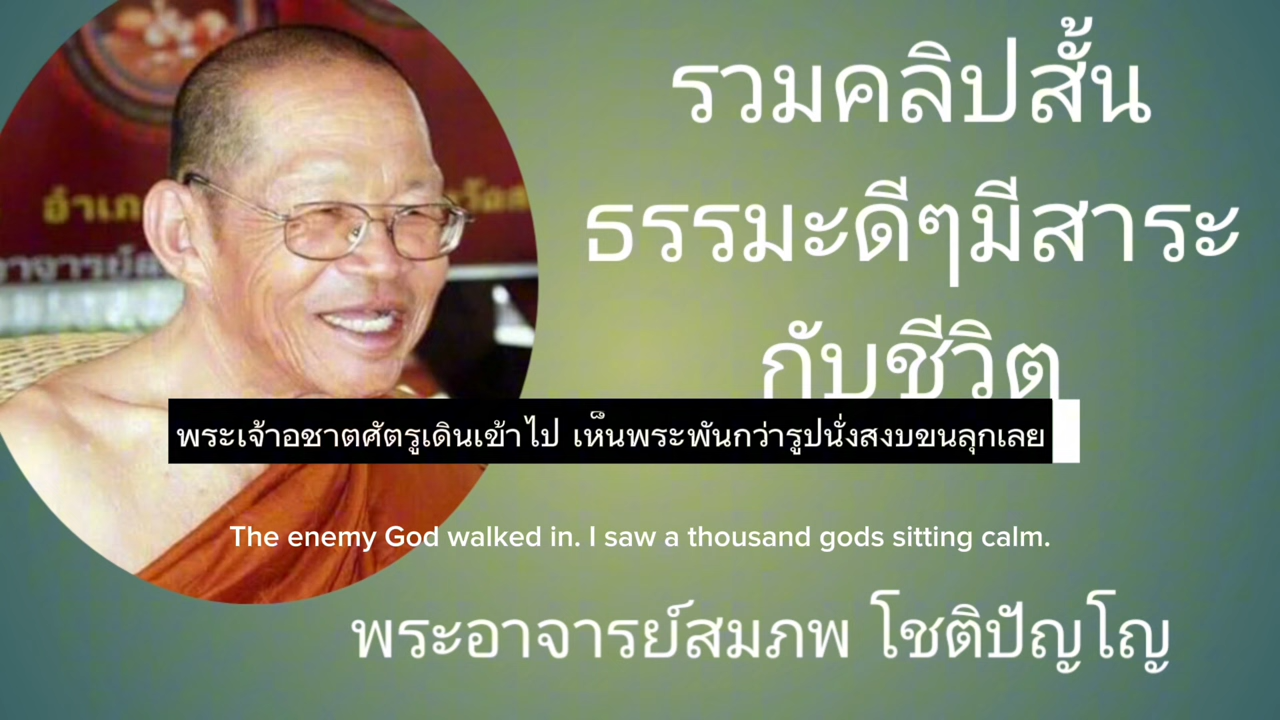 รวมคลิปสั้น
ธรรมะดีๆมีสาระ
กับชีวิต
อำเภ
พระเจ้าอชาตศัตรูเดินเข้าไป เห็นพระพันกว่ารูปนั่งสงบขนลุกเลย
The enemy God walked in. I saw a thousand gods sitting calm.
พระอาจารย์สมภพ โชติปัญโญ